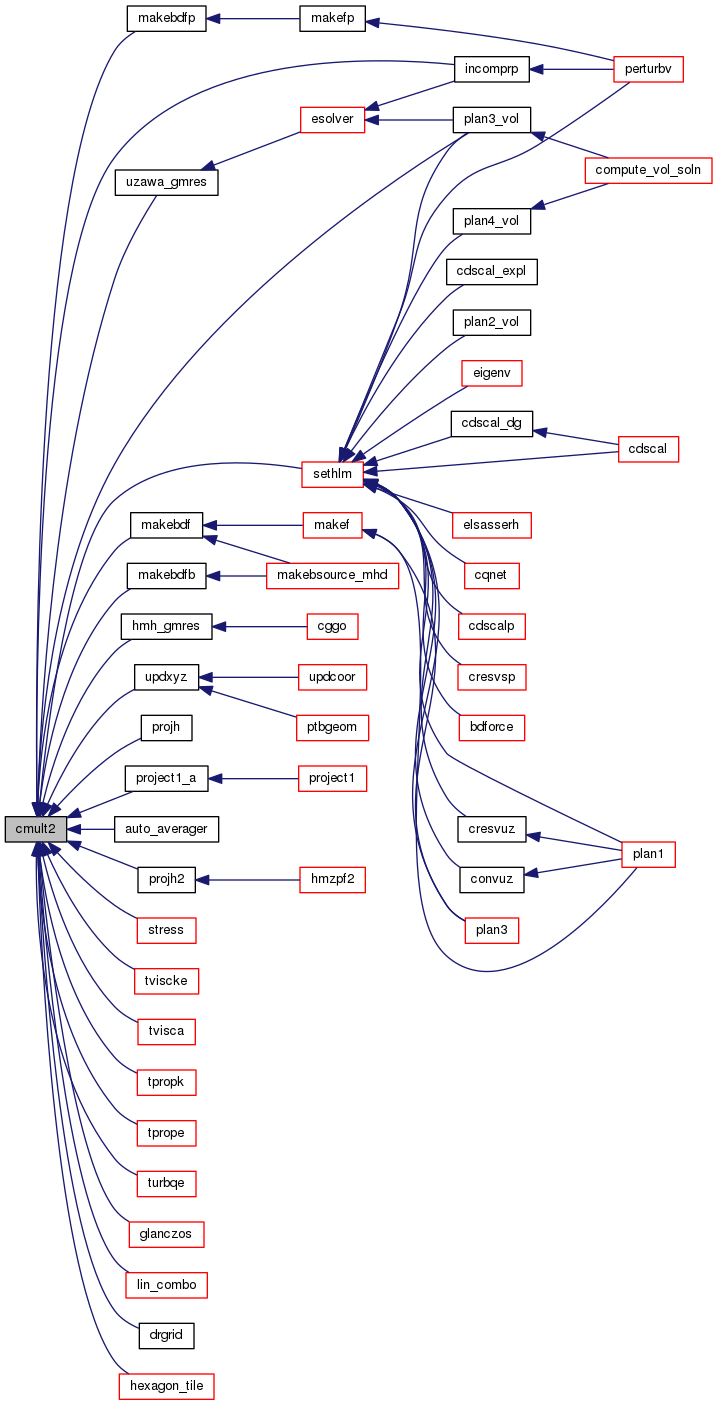 makebdfp
makefp
incomprp
perturbv
esolver
plan3_vol
compute_vol_soln
uzawa_gmres
plan4_vol
cdscal_expl
plan2_vol
eigenv
cdscal_dg
cdscal
sethlm
elsasserh
makebdf
makef
makebdfb
makebsource_mhd
cqnet
hmh_gmres
cggo
cdscalp
updxyz
updcoor
cresvsp
projh
ptbgeom
bdforce
project1_a
project1
cmult2
auto_averager
cresvuz
plan1
projh2
hmzpf2
convuz
stress
plan3
tviscke
tvisca
tpropk
tprope
turbqe
glanczos
lin_combo
drgrid
hexagon_tile